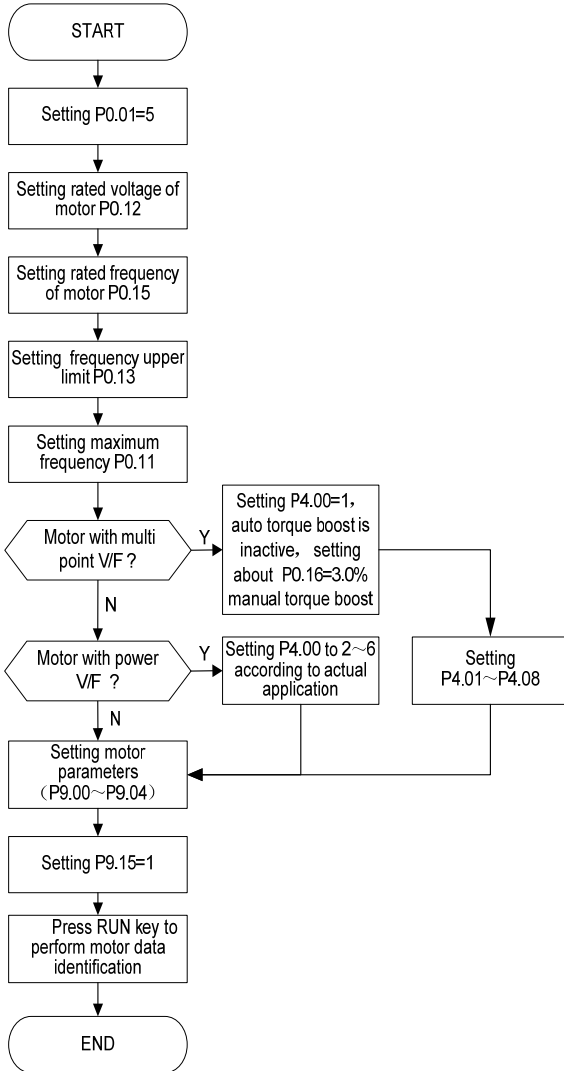 START
Setting P0.01=5
Setting rated voltage of
motor P0.12
Setting rated frequency
of motor P0.15
Setting frequency upper
limit P0.13
Setting maximum
frequency P0.11
Motor with multi
point V/F ?
Y
Setting P4.00=1,
auto torque boost is
inactive, setting
about P0.16=3.0%
manual torque boost
N
Motor with power
V/F ?
Y
Setting P4.00 to 2～6
according to actual
application
Setting
P4.01～P4.08
N
Setting motor
parameters
（P9.00～P9.04）
Setting P9.15=1
Press RUN key to
perform motor data
identification
END